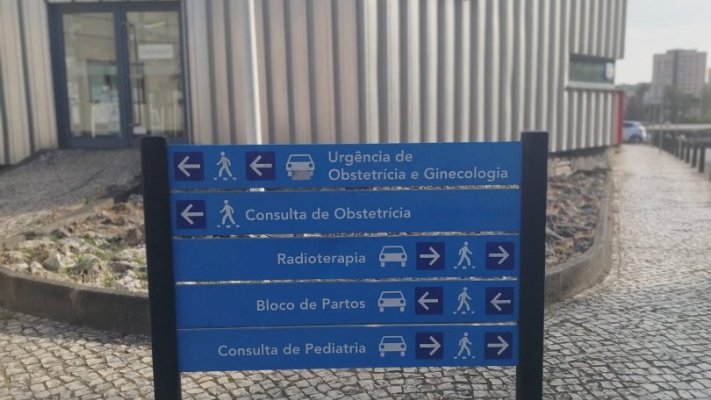 Urgência de
Obstetrícia e Ginecologia
Consulta de Obstetrícia
Radioterapia
Bloco de Partos
Consulta de Pediatria